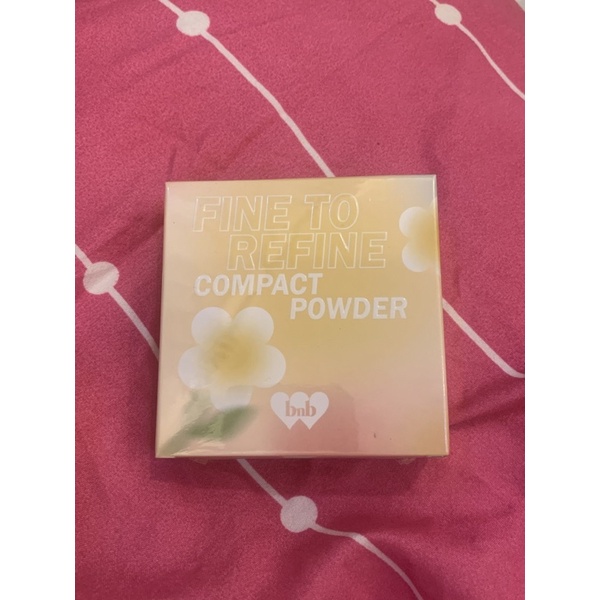 FINE TO
REFINE
COMPACT
POWDER
bnb